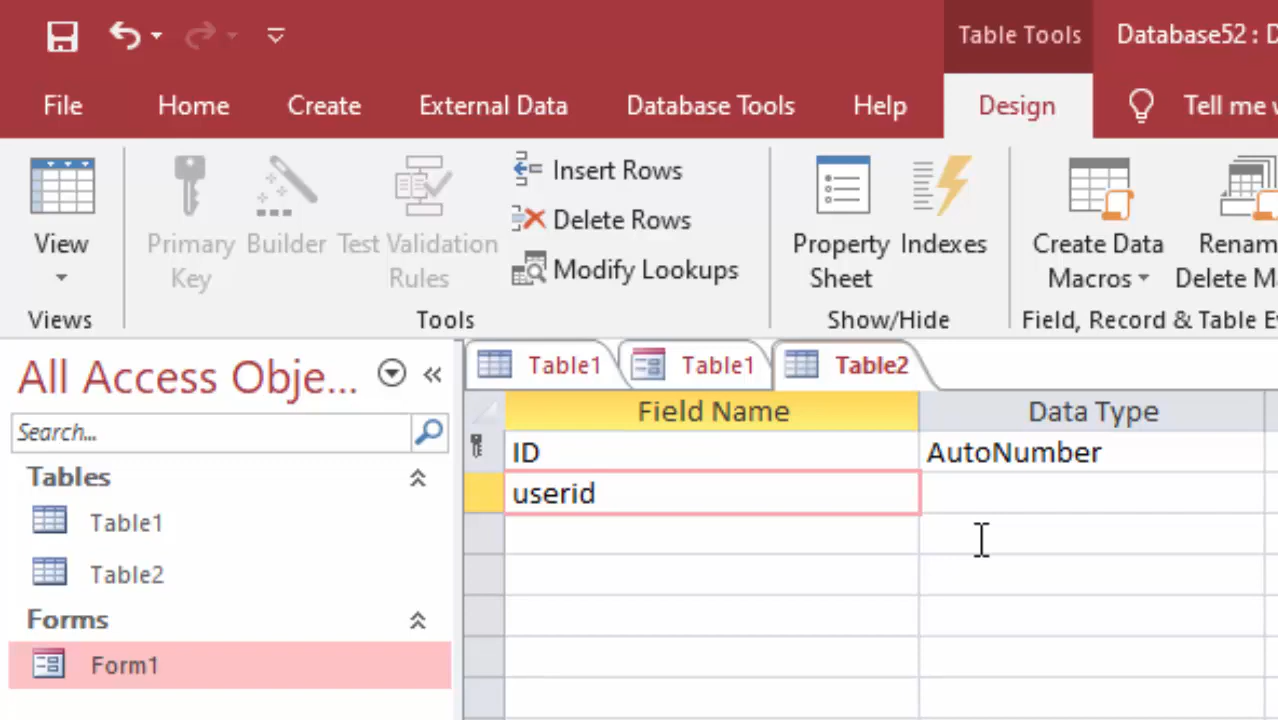 Table Tools
Database52 : D
File
Home
Create
External Data
Database Tools
Help
Design
Tell me w
View
Primary Key
Builder
Test Validation Rules
Insert Rows
Delete Rows
Modify Lookups
Property Sheet
Indexes
Create Data Macros
Renam
Delete Ma
Views
Tools
Show/Hide
Field, Record & Table E
All Access Obje...
Search...
Tables
Table1
Table2
Forms
Form1
Table1
Table1
Table2
Field Name
Data Type
ID
AutoNumber
userid